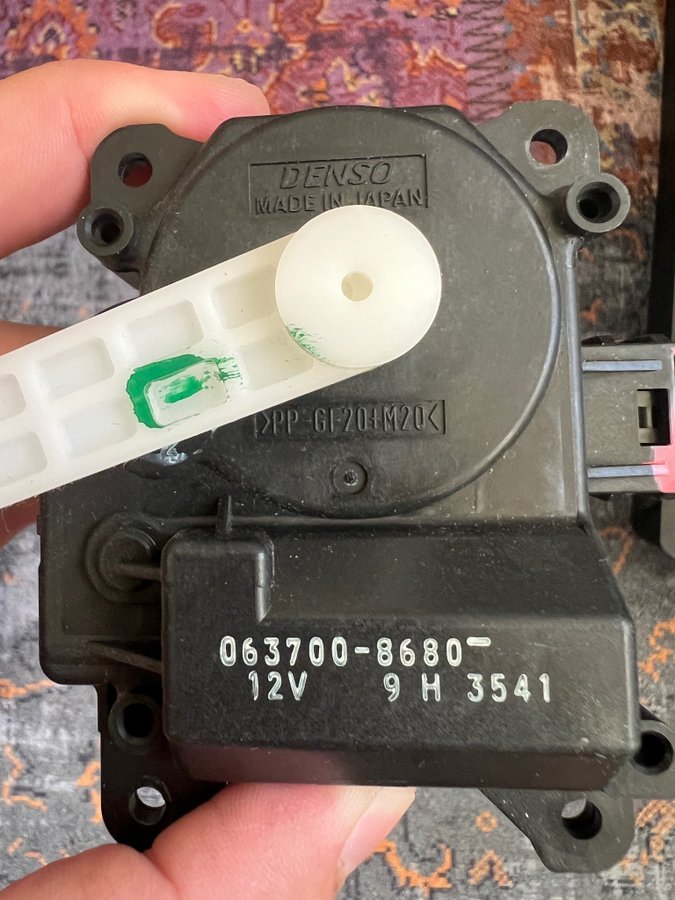 DENSO
MADE IN JAPAN
>PP-GF20+M20<
063700-8680-
12V 9 H 3541